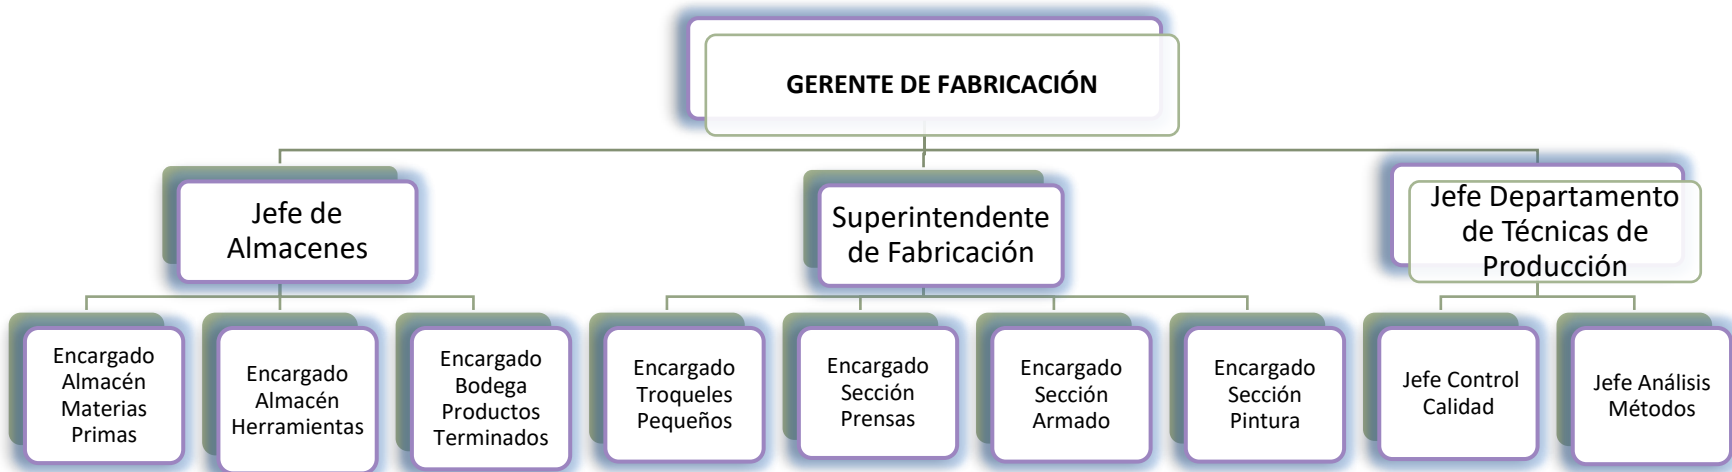 GERENTE DE FABRICACIÓN
Jefe de
Almacenes
Superintendente
de Fabricación
Jefe Departamento
de Técnicas de
Producción
Encargado
Almacén
Materias
Primas
Encargado
Almacén
Herramientas
Encargado
Bodega
Productos
Terminados
Encargado
Troqueles
Pequeños
Encargado
Sección
Prensas
Encargado
Sección
Armado
Encargado
Sección
Pintura
Jefe Control
Calidad
Jefe Análisis
Métodos